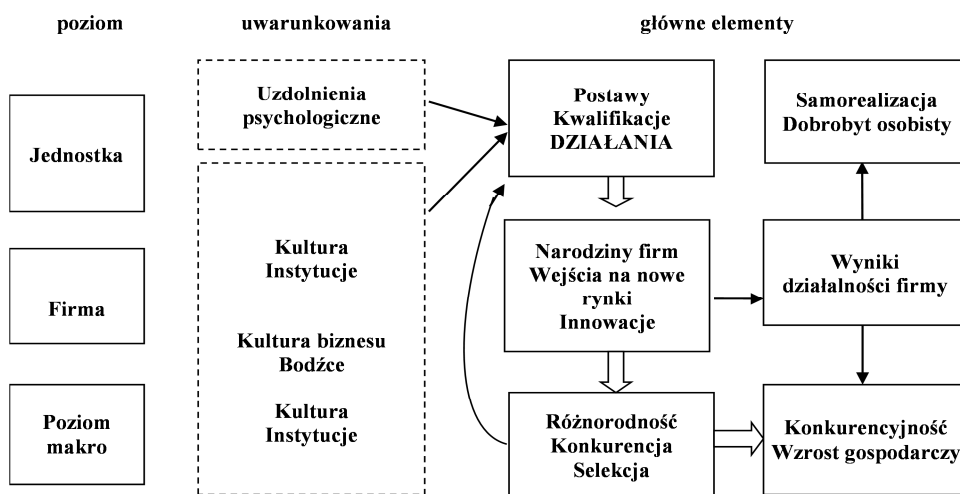 poziom
uwarunkowania
główne elementy
Jednostka
Firma
Poziom
makro
Uzdolnienia
psychologiczne
Kultura
Instytucje
Kultura biznesu
Bodźce
Kultura
Instytucje
Postawy
Kwalifikacje
DZIAŁANIA
Narodziny firm
Wejścia na nowe
rynki
Innowacje
Różnorodność
Konkurencja
Selekcja
Samorealizacja
Dobrobyt osobisty
Wyniki
działalności firmy
Konkurencyjność
Wzrost gospodarczy